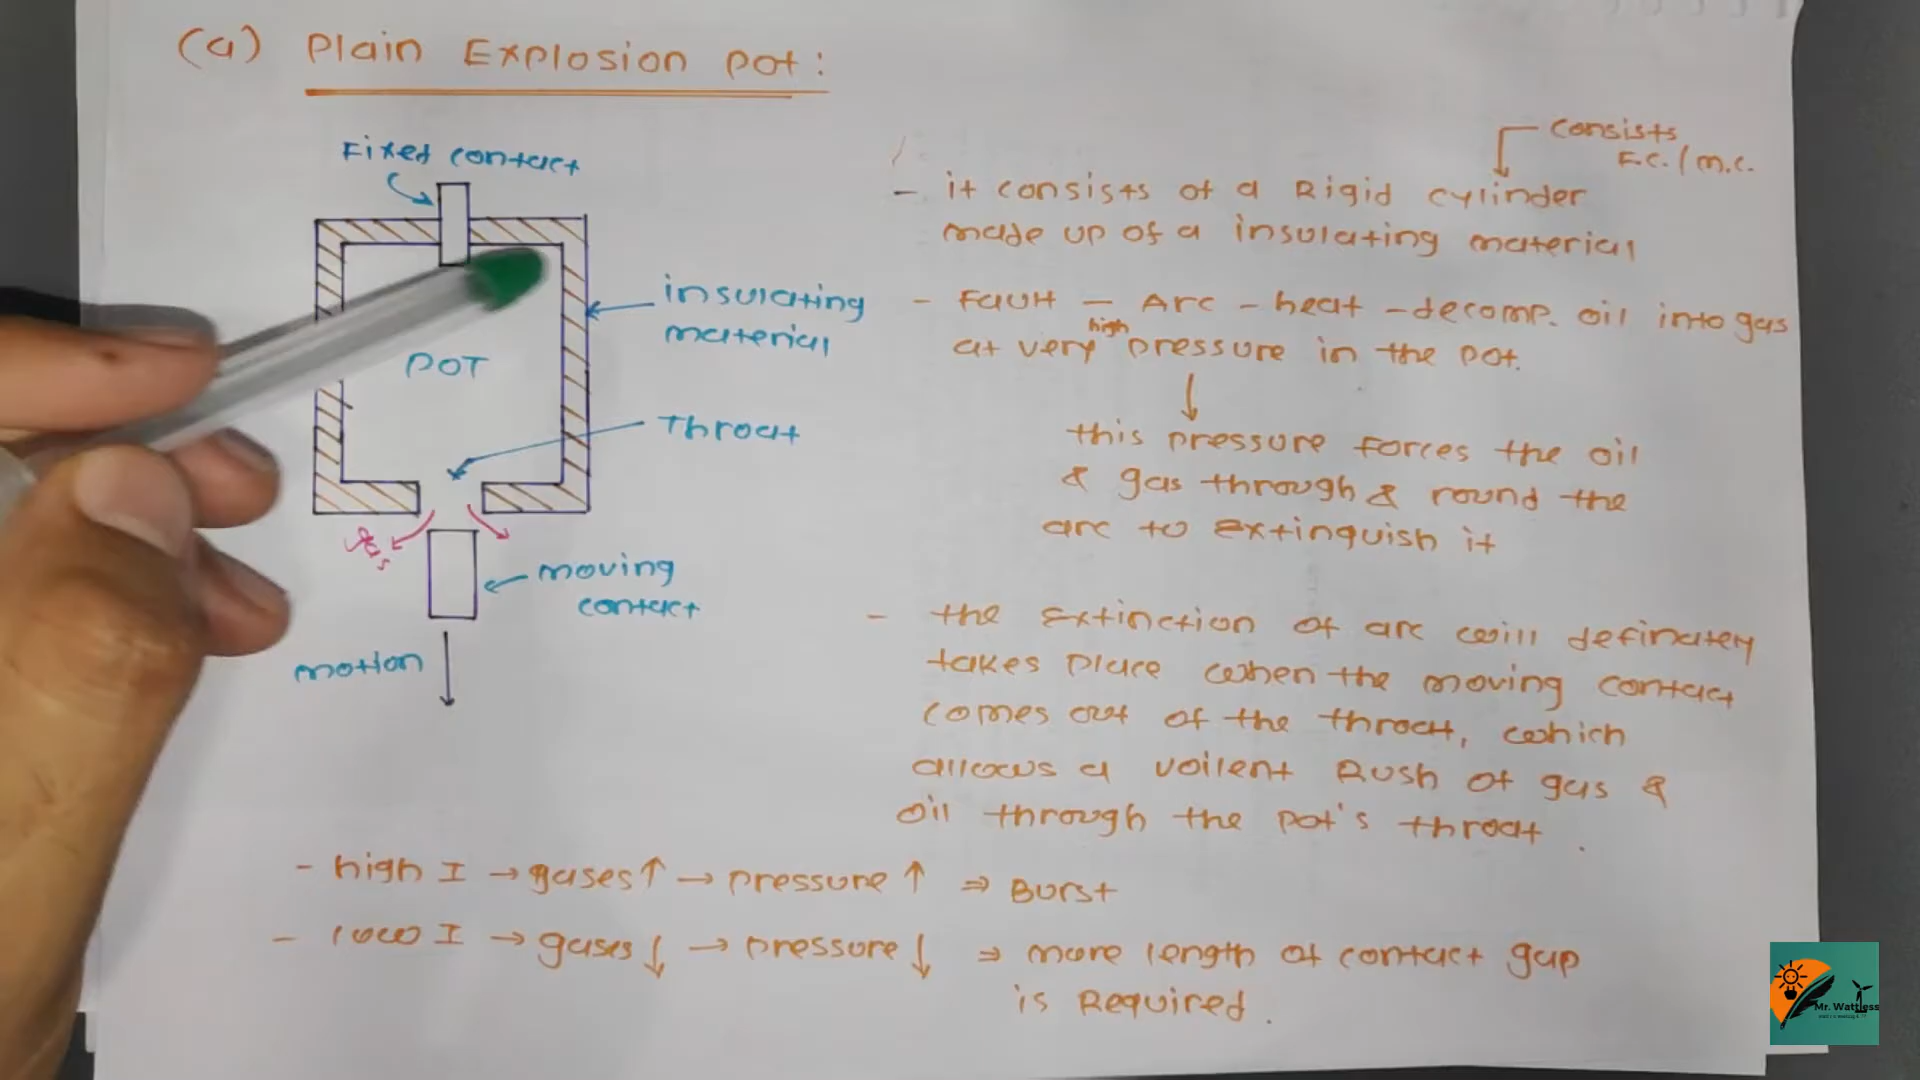 (a) Plain Explosion Pot:
Fixed contact
insulating
material
POT
Throat
moving
contact
motion
consists
F.C. / M.C.
- it consists of a Rigid cylinder
made up of a insulating material
- Fault - Arc - heat - decomp. oil into gas
at very high pressure in the pot.
this pressure forces the oil
& gas through & round the
arc to extinguish it
- the Extinction of arc will definately
takes place when the moving contact
comes out of the throat, which
allows a voilent Rush of gas &
oil through the pot's throat.
- high I → gases ↑ → pressure ↑ ⇒ Burst
- low I → gases ↓ → pressure ↓ ⇒ more length of contact gap
is Required.
Mr. Wattless